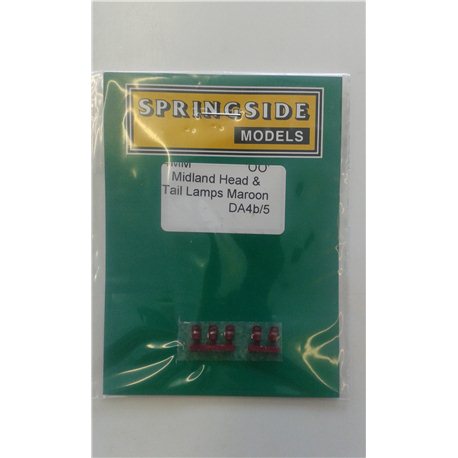 SPRINGSIDE
MODELS
4MM OO
Midland Head &
Tail Lamps Maroon
DA4b/5